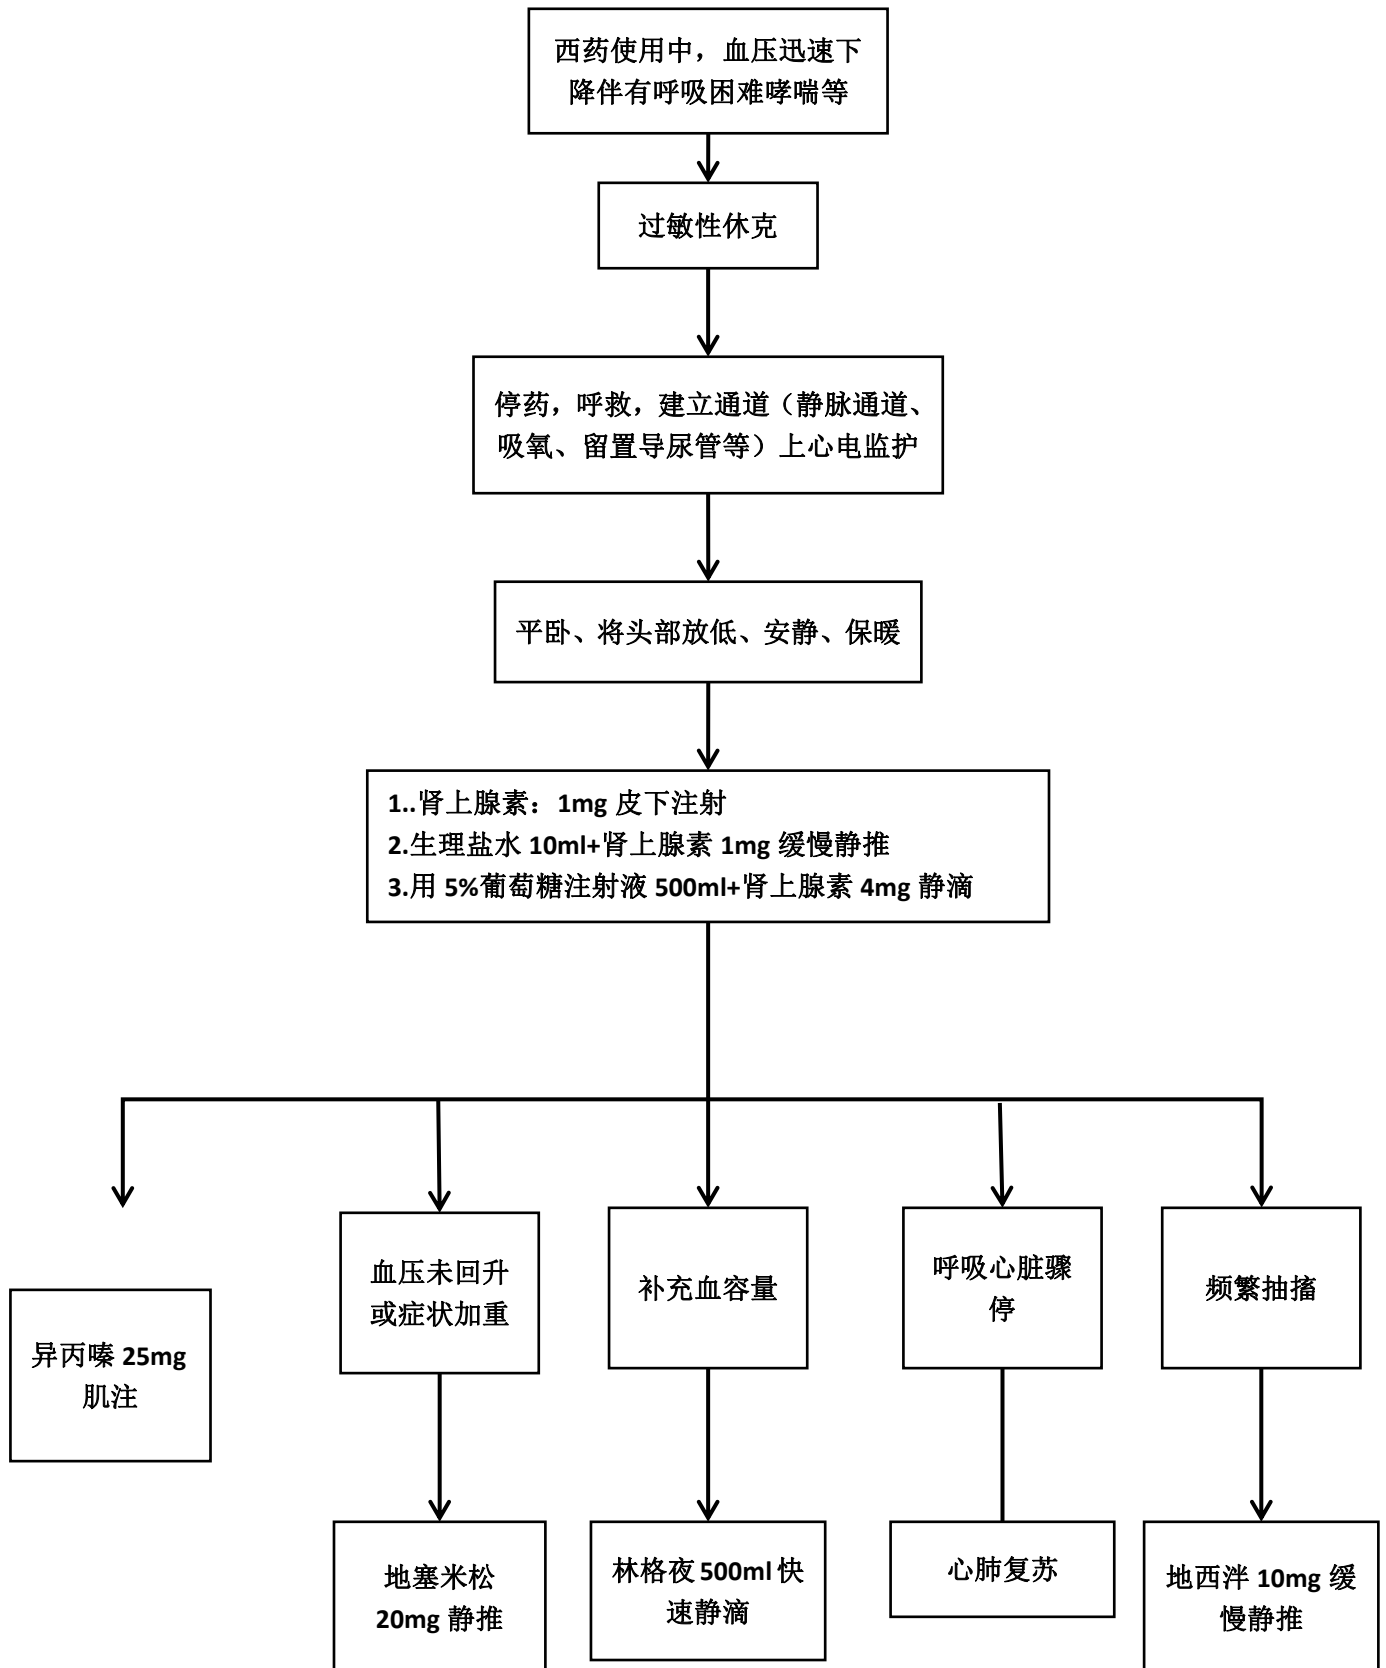 西药使用中，血压迅速下
降伴有呼吸困难哮喘等
过敏性休克
停药，呼救，建立通道（静脉通道、
吸氧、留置导尿管等）上心电监护
平卧、将头部放低、安静、保暖
1..肾上腺素：1mg 皮下注射
2.生理盐水 10ml+肾上腺素 1mg 缓慢静推
3.用 5%葡萄糖注射液 500ml+肾上腺素 4mg 静滴
异丙嗪 25mg
肌注
血压未回升
或症状加重
补充血容量
呼吸心脏骤
停
频繁抽搐
地塞米松
20mg 静推
林格夜 500ml 快
速静滴
心肺复苏
地西泮 10mg 缓
慢静推